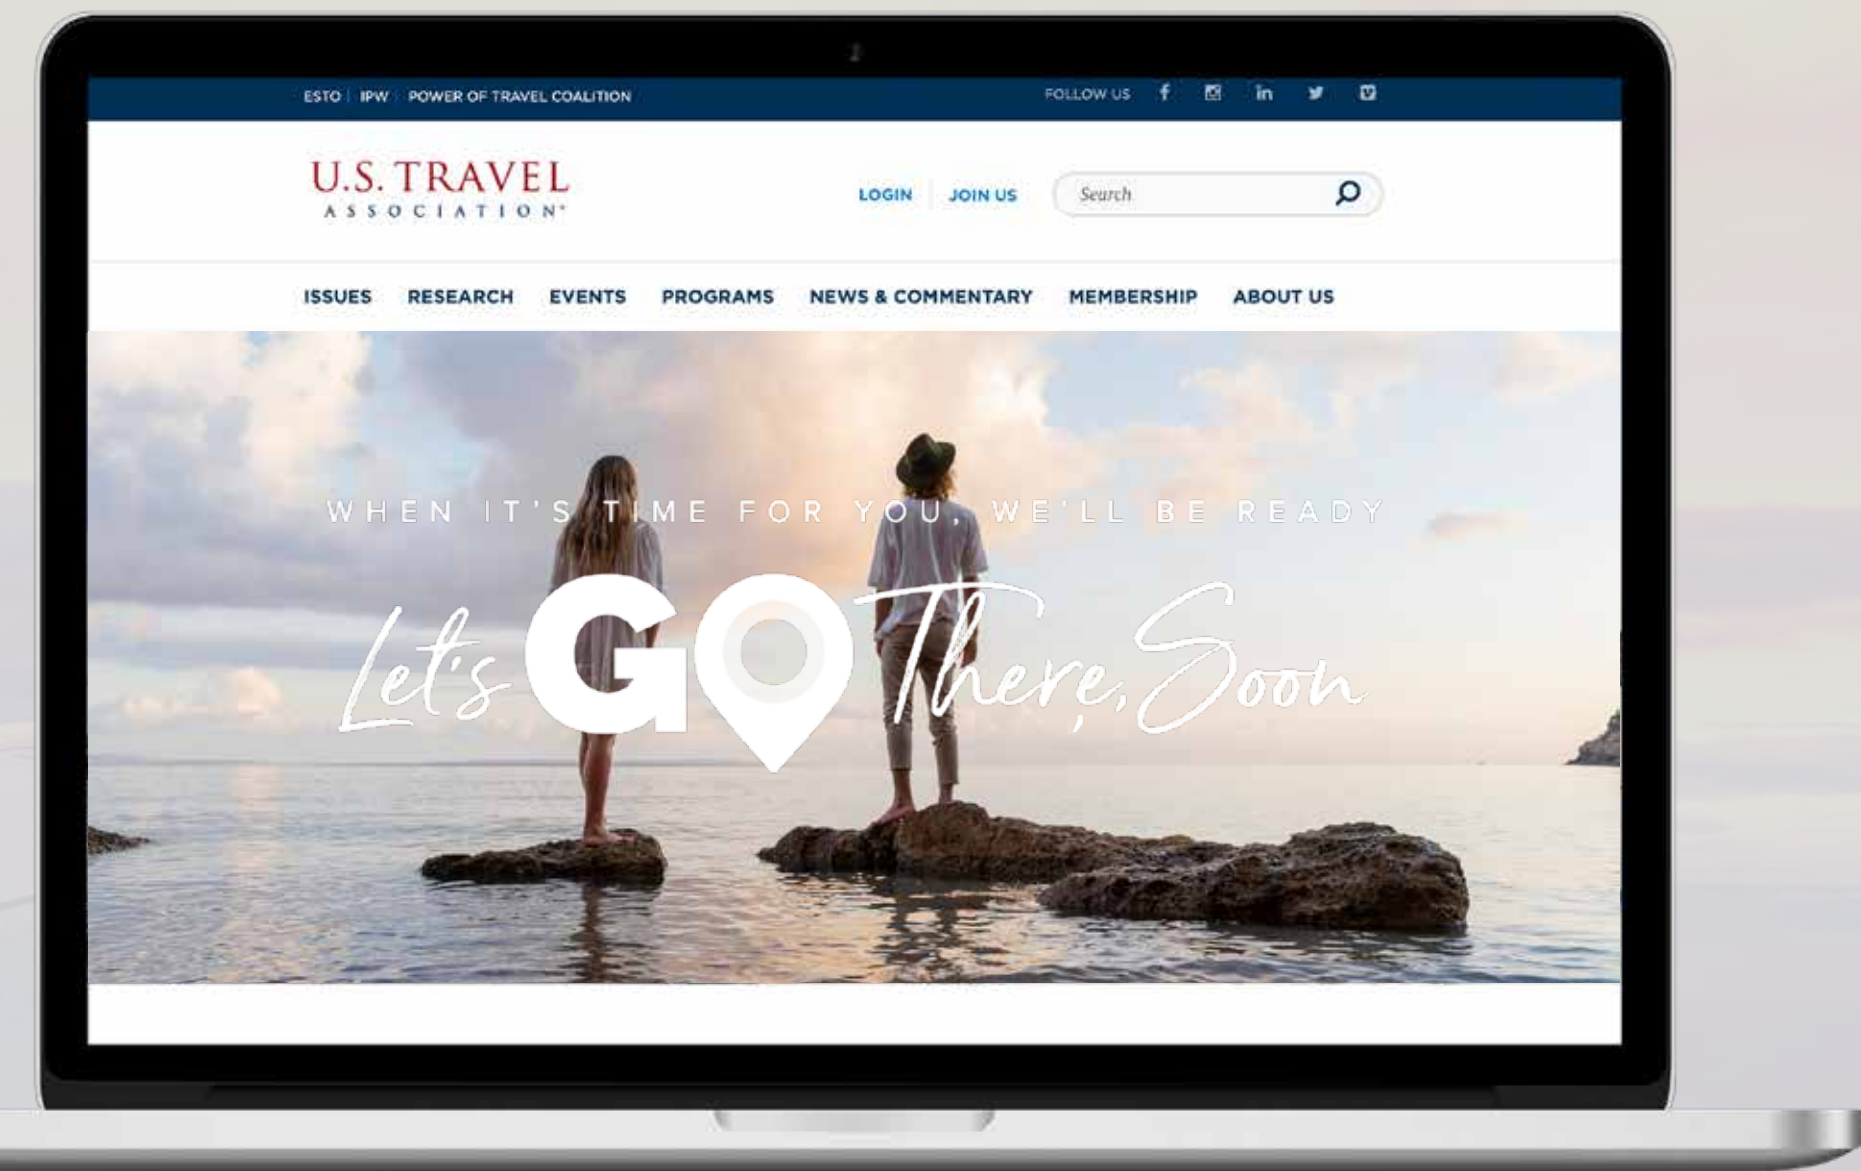 ESTO | IPW | POWER OF TRAVEL COALITION
FOLLOW US
U.S. TRAVEL
ASSOCIATION®
LOGIN | JOIN US
Search
ISSUES RESEARCH EVENTS PROGRAMS NEWS & COMMENTARY MEMBERSHIP ABOUT US
WHEN IT'S TIME FOR YOU, WE'LL BE READY
Let's GO There, Soon